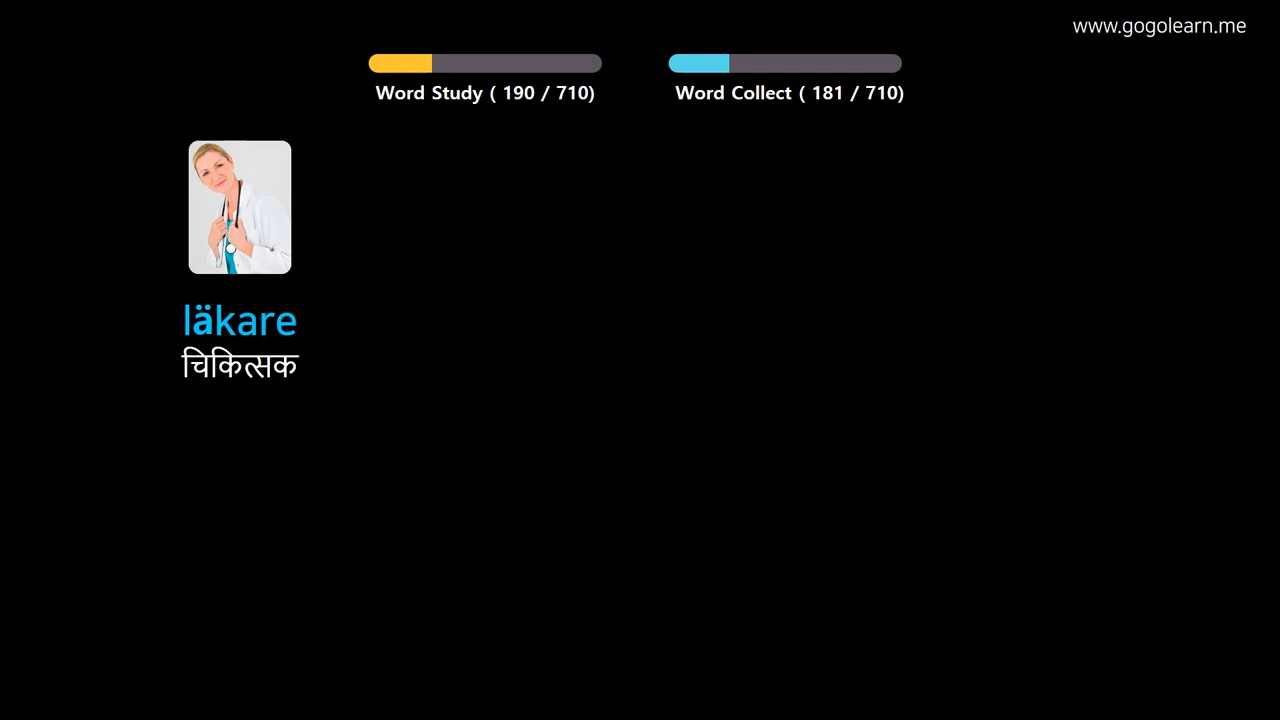 www.gogolearn.me
Word Study ( 190 / 710)
Word Collect ( 181 / 710)
läkare
चिकित्सक